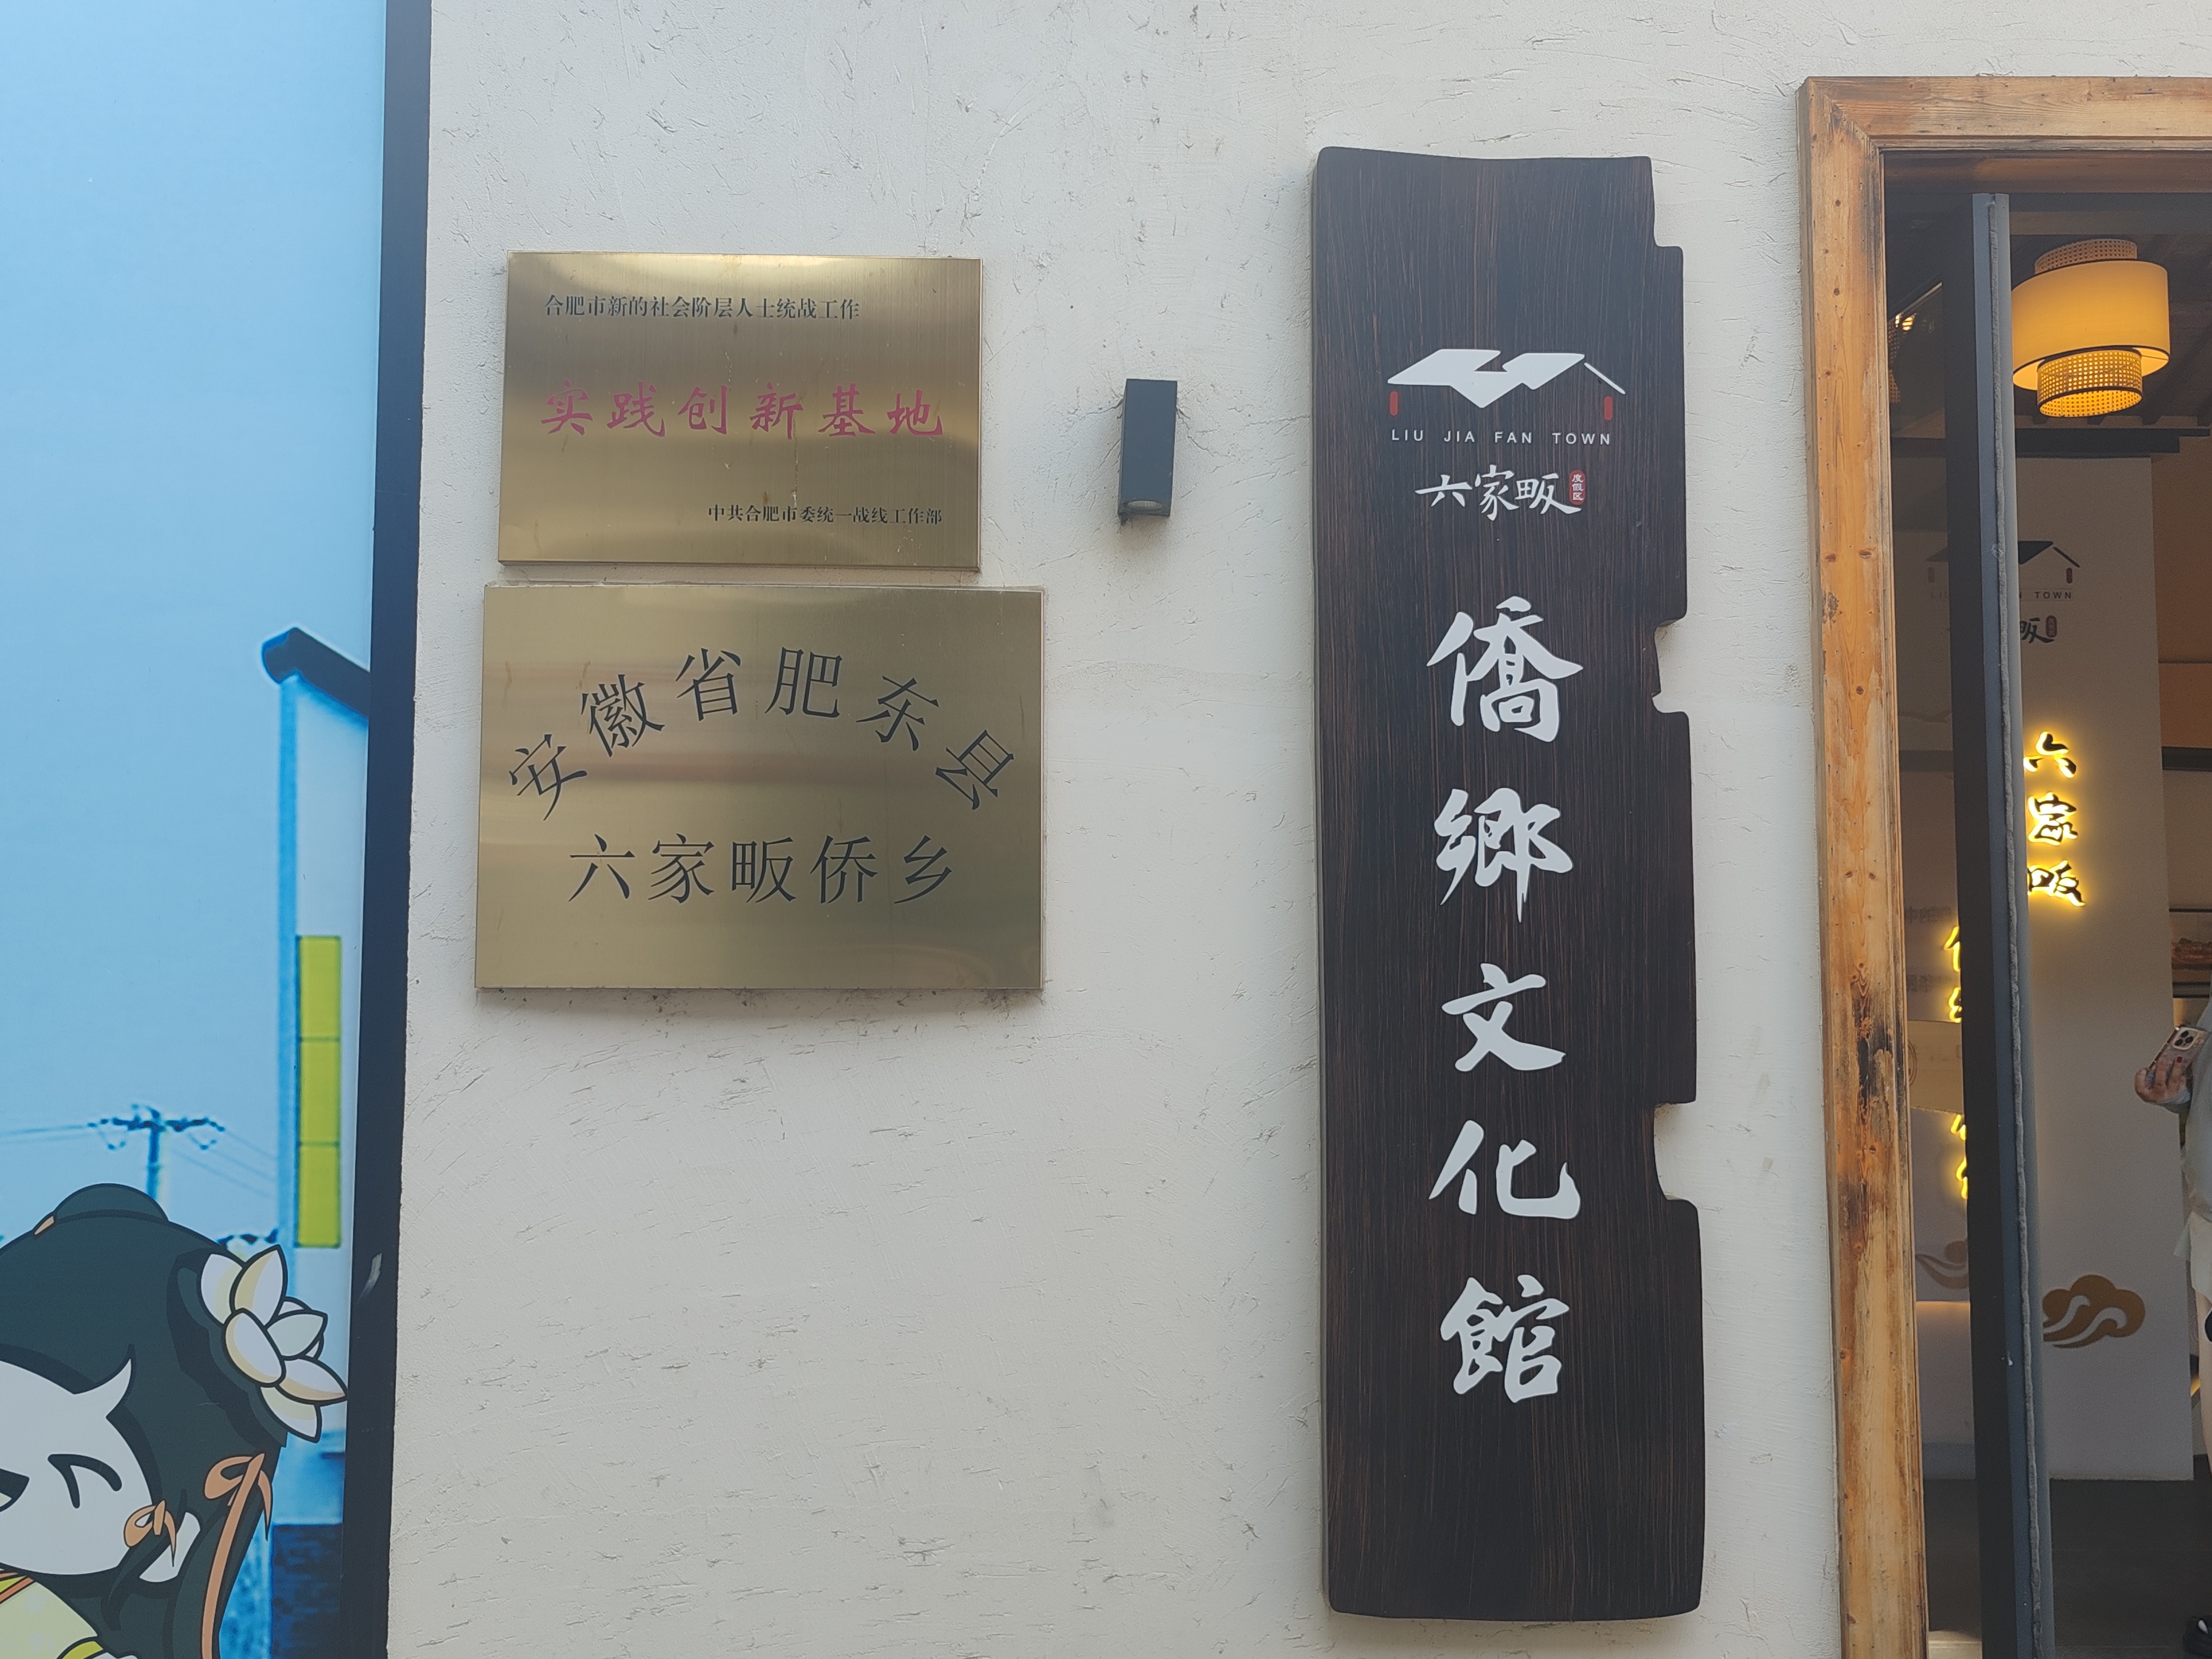 合肥市新的社会阶层人士统战工作
实践创新基地
中共合肥市委统一战线工作部
安徽省肥东县
六家畈侨乡
LIU JIA FAN TOWN
六家畈
度假区
僑鄉文化館
TOWN
畈
六家畈